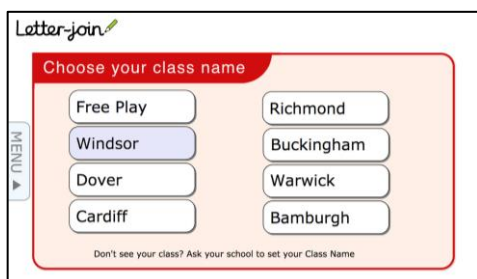 Letter-join
Choose your class name
Free Play
Windsor
Dover
Cardiff
Richmond
Buckingham
Warwick
Bamburgh
MENU ▲
Don't see your class? Ask your school to set your Class Name